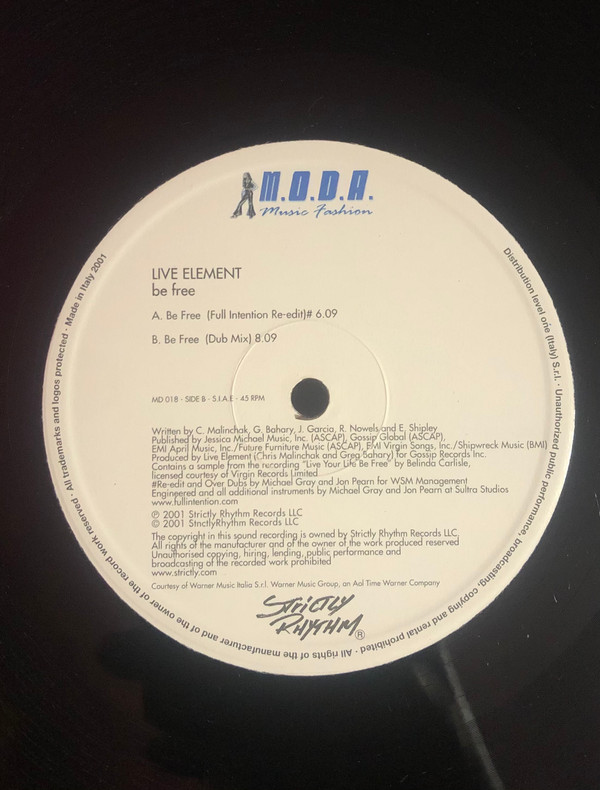 M.O.D.A.
Music Fashion
LIVE ELEMENT
be free
A. Be Free (Full Intention Re-edit)# 6.09
B. Be Free (Dub Mix) 8.09
MD 018 - SIDE B - S.I.A.E - 45 RPM
Written by C. Malinchak, G. Bahary, J. Garcia, R. Nowels and E. Shipley
Published by Jessica Michael Music, Inc. (ASCAP), Gossip Global (ASCAP),
EMI April Music, Inc./Future Furniture Music (ASCAP), EMI Virgin Songs, Inc./Shipwreck Music (BMI)
Produced by Live Element (Chris Malinchak and Greg Bahary) for Gossip Records Inc.
Contains a sample from the recording "Live Your Life Be Free" by Belinda Carlisle,
licensed courtesy of Virgin Records Limited
#Re-edit and Over Dubs by Michael Gray and Jon Pearn for WSM Management
Engineered and all additional instruments by Michael Gray and Jon Pearn at Sultra Studios
www.fullintention.com
℗ 2001 Strictly Rhythm Records LLC
© 2001 StrictlyRhythm Records LLC
The copyright in this sound recording is owned by Strictly Rhythm Records LLC,
All rights of the manufacturer and of the owner of the work produced reserved
Unauthorised copying, hiring, lending, public performance and
broadcasting of the recorded work prohibited
www.strictly.com
Courtesy of Warner Music Italia S.r.l. Warner Music Group, an Aol Time Warner Company
STRICTLY
RHYTHM®
Distribution level one (Italy) S.r.l. · Unauthorized public performance, broadcasting, copying and rental prohibited · All rights of the manufacturer and of the owner of the record work reserved · All trademarks and logos protected · Made in Italy 2001